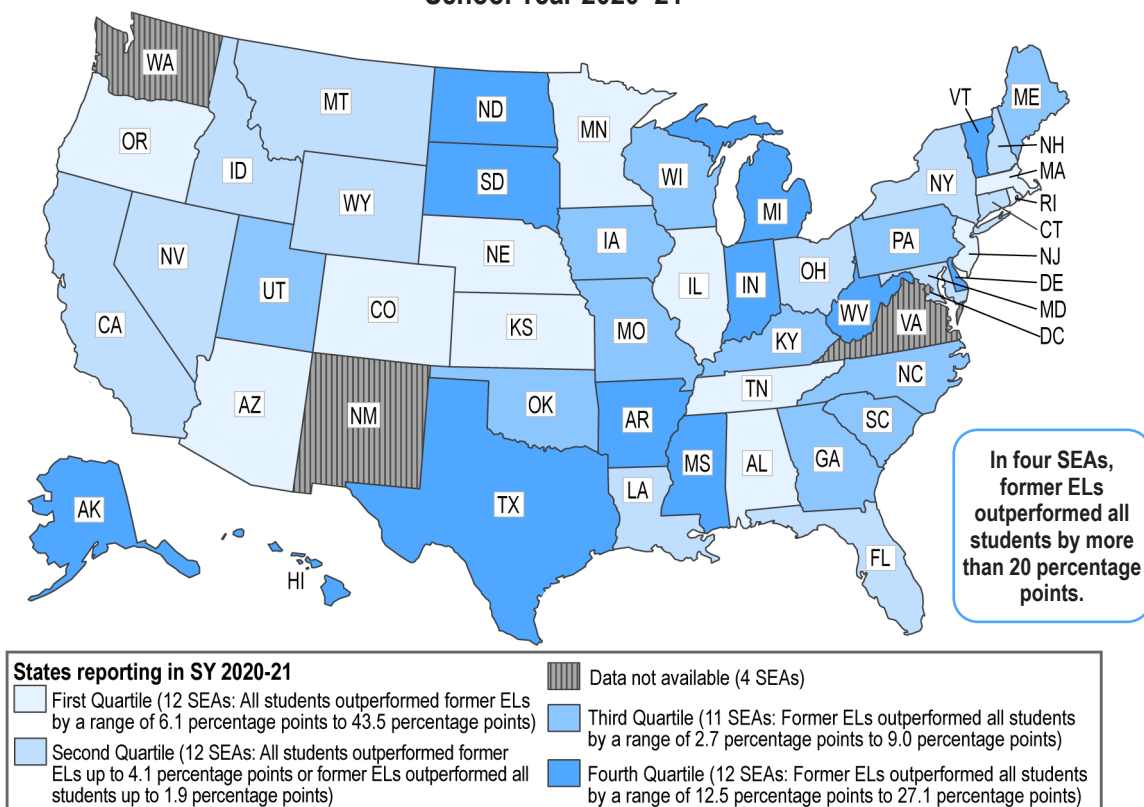 School Year 2020–21
WA
MT
ND
MN
VT
ME
OR
ID
SD
WI
NH
MA
WY
MI
NY
RI
CT
NV
NE
IA
PA
NJ
UT
IL
IN
OH
DE
CA
CO
KS
MO
WV
MD
VA
DC
KY
NC
AZ
NM
OK
AR
TN
SC
MS
AL
GA
TX
LA
AK
FL
HI
In four SEAs,
former ELs
outperformed all
students by more
than 20 percentage
points.
States reporting in SY 2020-21
First Quartile (12 SEAs: All students outperformed former ELs
by a range of 6.1 percentage points to 43.5 percentage points)
Second Quartile (12 SEAs: All students outperformed former
ELs up to 4.1 percentage points or former ELs outperformed all
students up to 1.9 percentage points)
Data not available (4 SEAs)
Third Quartile (11 SEAs: Former ELs outperformed all students
by a range of 2.7 percentage points to 9.0 percentage points)
Fourth Quartile (12 SEAs: Former ELs outperformed all students
by a range of 12.5 percentage points to 27.1 percentage points)